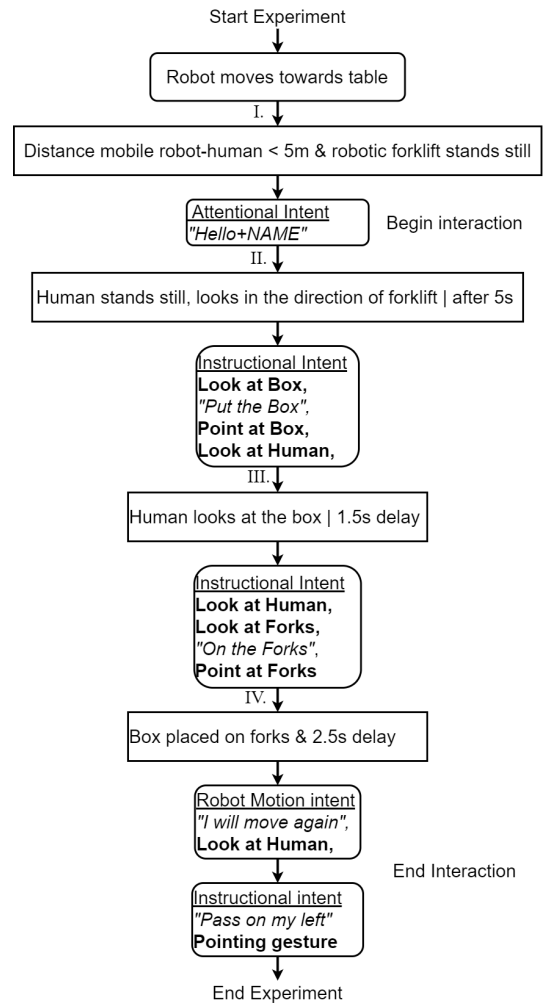 Start Experiment
Robot moves towards table
I.
Distance mobile robot-human < 5m & robotic forklift stands still
Attentional Intent
"Hello+NAME"
Begin interaction
II.
Human stands still, looks in the direction of forklift | after 5s
Instructional Intent
Look at Box,
"Put the Box",
Point at Box,
Look at Human,
III.
Human looks at the box | 1.5s delay
Instructional Intent
Look at Human,
Look at Forks,
"On the Forks",
Point at Forks
IV.
Box placed on forks & 2.5s delay
Robot Motion intent
"I will move again",
Look at Human,
End Interaction
Instructional intent
"Pass on my left"
Pointing gesture
End Experiment